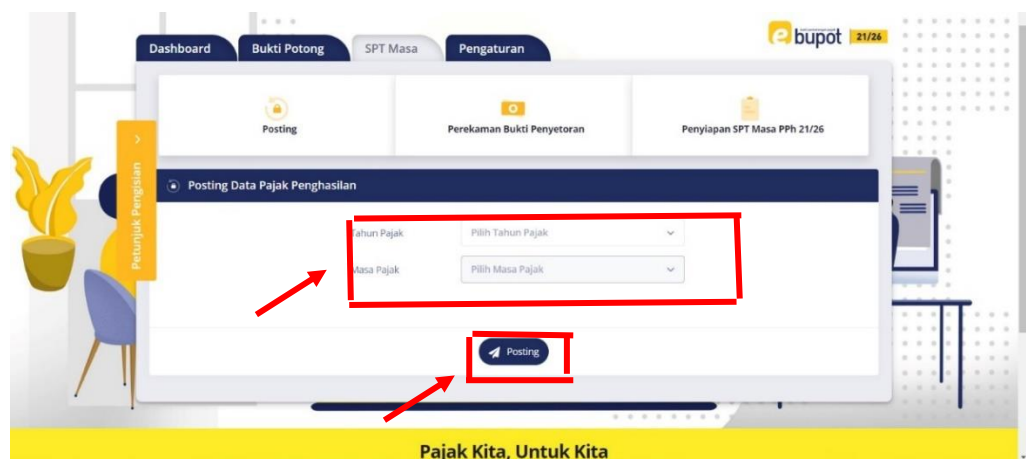 Dashboard
Bukti Potong
SPT Masa
Pengaturan
e bupot 21/26
Posting
Perekaman Bukti Penyetoran
Penyiapan SPT Masa PPh 21/26
Petunjuk Pengisian
Posting Data Pajak Penghasilan
Tahun Pajak
Pilih Tahun Pajak
Masa Pajak
Pilih Masa Pajak
Posting
Pajak Kita, Untuk Kita